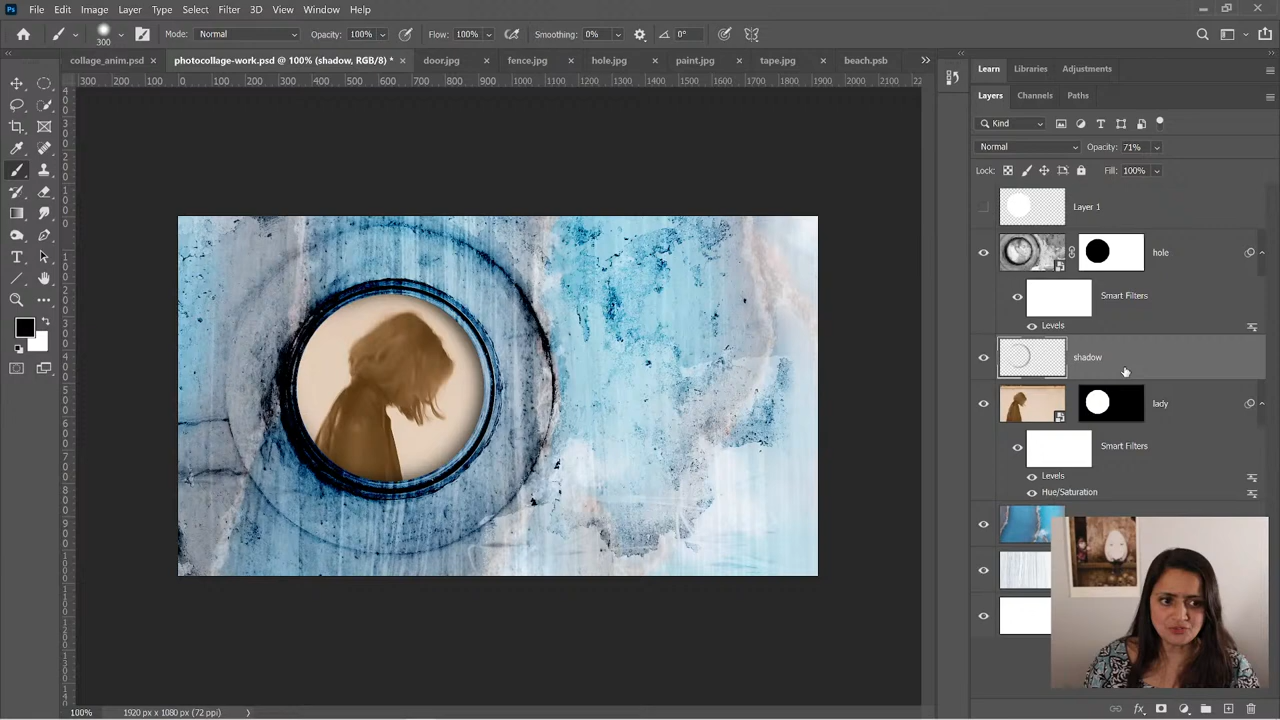 Ps File Edit Image Layer Type Select Filter 3D View Window Help
300 Mode: Normal Opacity: 100% Flow: 100% Smoothing: 0% 0°
collage_anim.psd × photocollage-work.psd @ 100% (shadow, RGB/8) * × door.jpg × fence.jpg × hole.jpg × paint.jpg × tape.jpg × beach.psb
Learn Libraries Adjustments
300 200 100 0 100 200 300 400 500 600 700 800 900 1000 1100 1200 1300 1400 1500 1600 1700 1800 1900 2000 2100
Layers Channels Paths
Kind
Normal Opacity: 71%
Lock: Fill: 100%
Layer 1
hole
Smart Filters
Levels
shadow
lady
Smart Filters
Levels
Hue/Saturation
100% 1920 px x 1080 px (72 ppi)